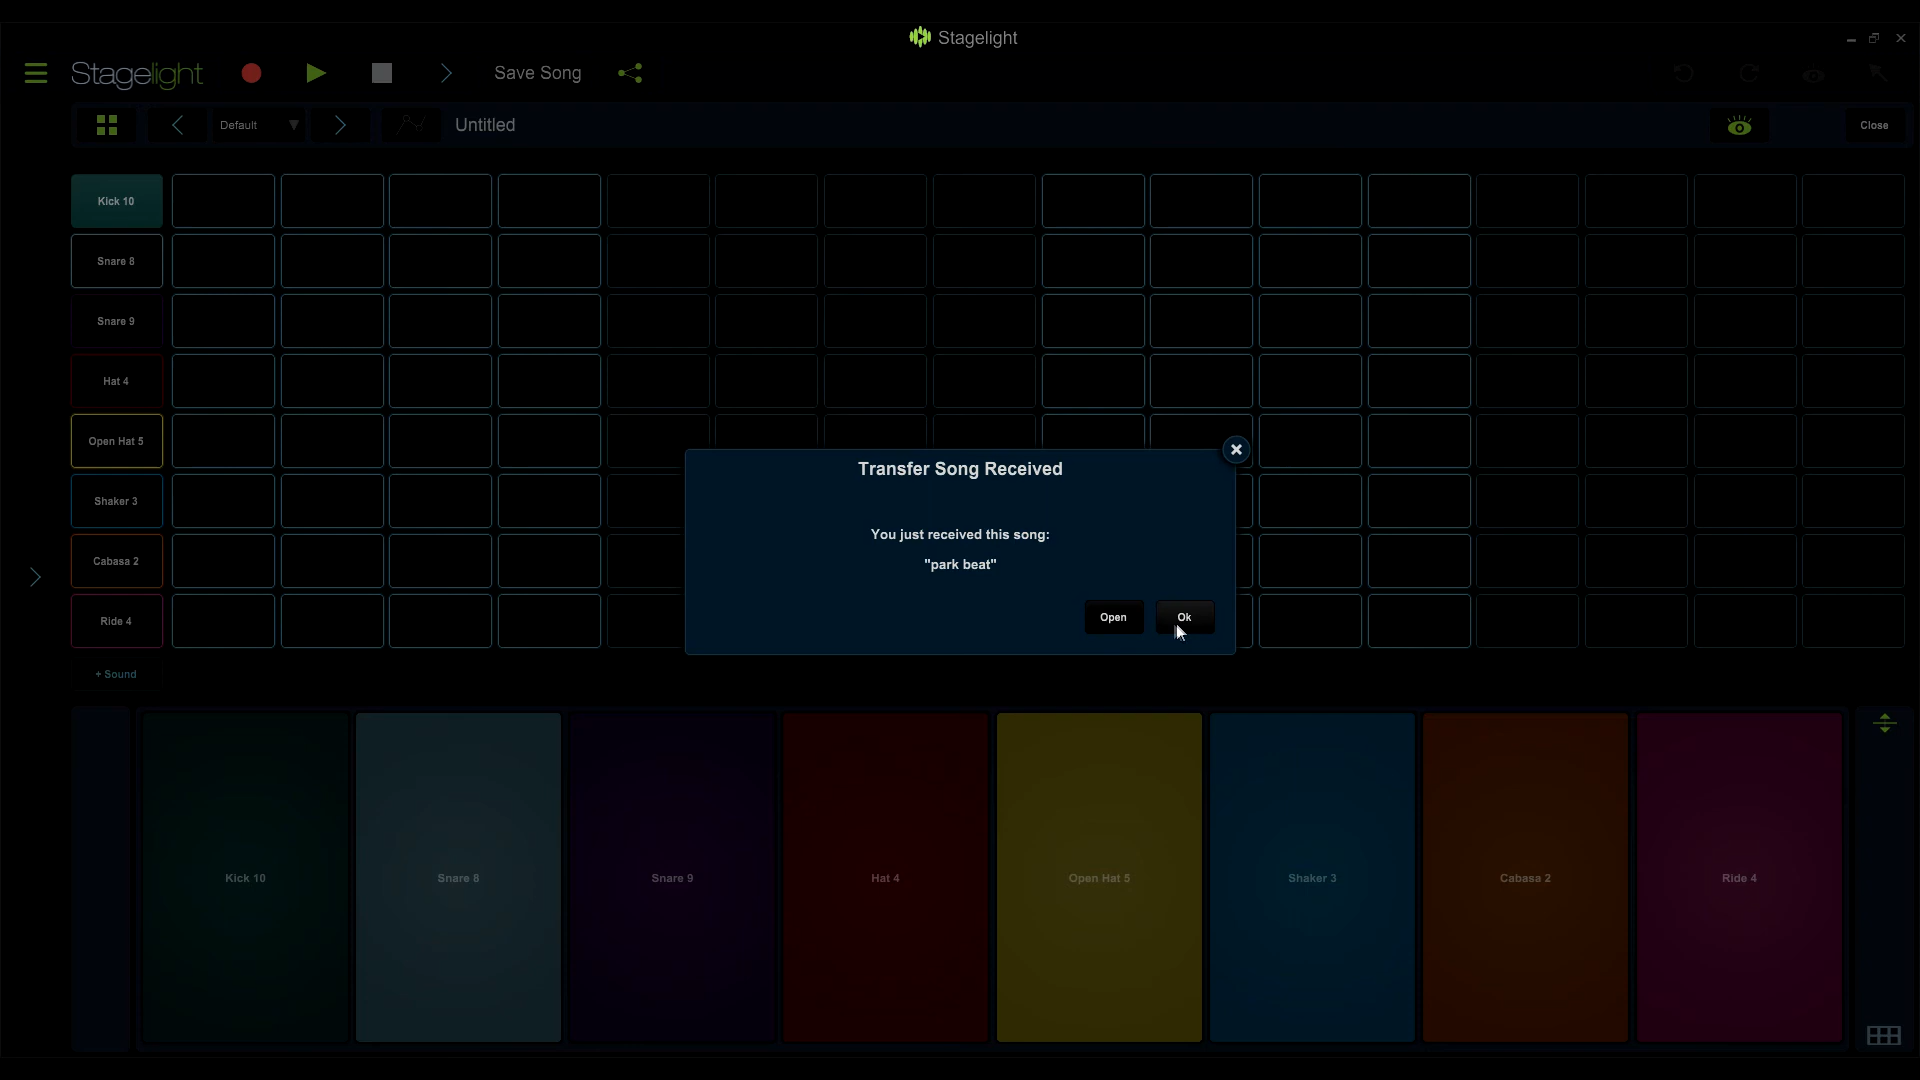 Stagelight
Stagelight
Save Song
Default
Untitled
Close
Kick 10
Snare 8
Snare 9
Hat 4
Open Hat 5
Shaker 3
Cabasa 2
Ride 4
+ Sound
Transfer Song Received
You just received this song:
"park beat"
Open
Ok
Kick 10
Snare 8
Snare 9
Hat 4
Open Hat 5
Shaker 3
Cabasa 2
Ride 4